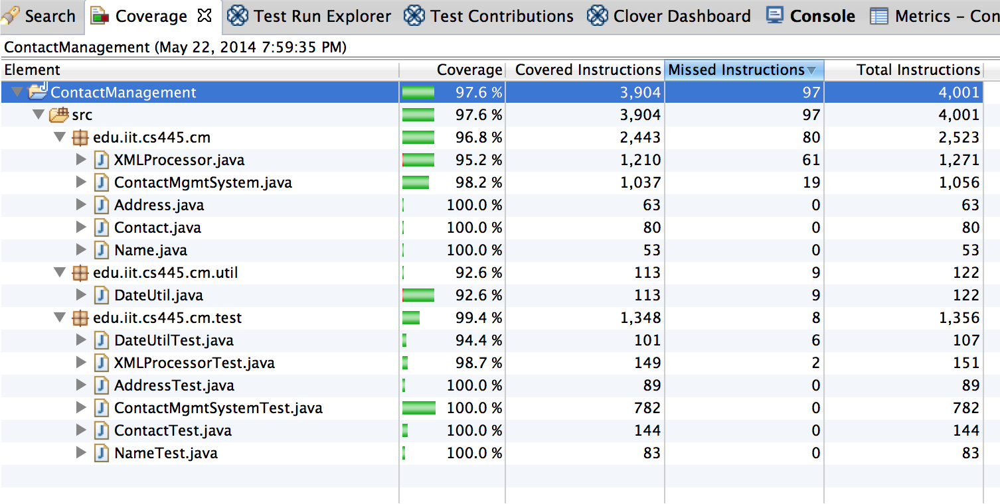 Search Coverage Test Run Explorer Test Contributions Clover Dashboard Console Metrics - Con
ContactManagement (May 22, 2014 7:59:35 PM)
Element Coverage Covered Instructions Missed Instructions Total Instructions
ContactManagement 97.6 % 3,904 97 4,001
src 97.6 % 3,904 97 4,001
edu.iit.cs445.cm 96.8 % 2,443 80 2,523
XMLProcessor.java 95.2 % 1,210 61 1,271
ContactMgmtSystem.java 98.2 % 1,037 19 1,056
Address.java 100.0 % 63 0 63
Contact.java 100.0 % 80 0 80
Name.java 100.0 % 53 0 53
edu.iit.cs445.cm.util 92.6 % 113 9 122
DateUtil.java 92.6 % 113 9 122
edu.iit.cs445.cm.test 99.4 % 1,348 8 1,356
DateUtilTest.java 94.4 % 101 6 107
XMLProcessorTest.java 98.7 % 149 2 151
AddressTest.java 100.0 % 89 0 89
ContactMgmtSystemTest.java 100.0 % 782 0 782
ContactTest.java 100.0 % 144 0 144
NameTest.java 100.0 % 83 0 83